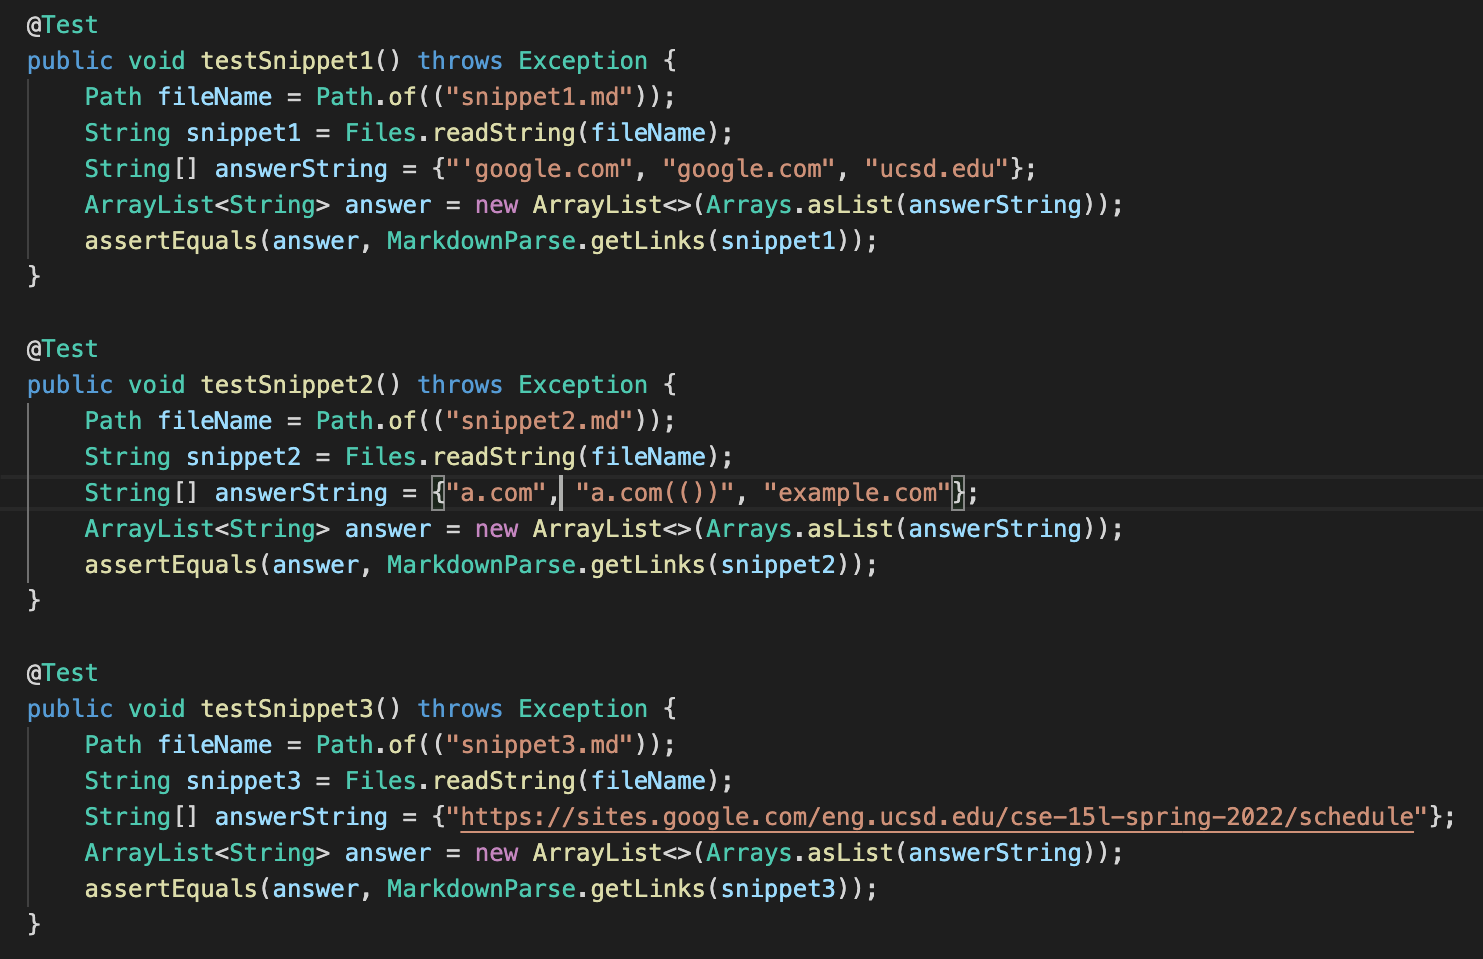 @Test
public void testSnippet1() throws Exception {
    Path fileName = Path.of(("snippet1.md"));
    String snippet1 = Files.readString(fileName);
    String[] answerString = {"'google.com", "google.com", "ucsd.edu"};
    ArrayList<String> answer = new ArrayList<>(Arrays.asList(answerString));
    assertEquals(answer, MarkdownParse.getLinks(snippet1));
}

@Test
public void testSnippet2() throws Exception {
    Path fileName = Path.of(("snippet2.md"));
    String snippet2 = Files.readString(fileName);
    String[] answerString = {"a.com", "a.com(())", "example.com"};
    ArrayList<String> answer = new ArrayList<>(Arrays.asList(answerString));
    assertEquals(answer, MarkdownParse.getLinks(snippet2));
}

@Test
public void testSnippet3() throws Exception {
    Path fileName = Path.of(("snippet3.md"));
    String snippet3 = Files.readString(fileName);
    String[] answerString = {"https://sites.google.com/eng.ucsd.edu/cse-15l-spring-2022/schedule"};
    ArrayList<String> answer = new ArrayList<>(Arrays.asList(answerString));
    assertEquals(answer, MarkdownParse.getLinks(snippet3));
}